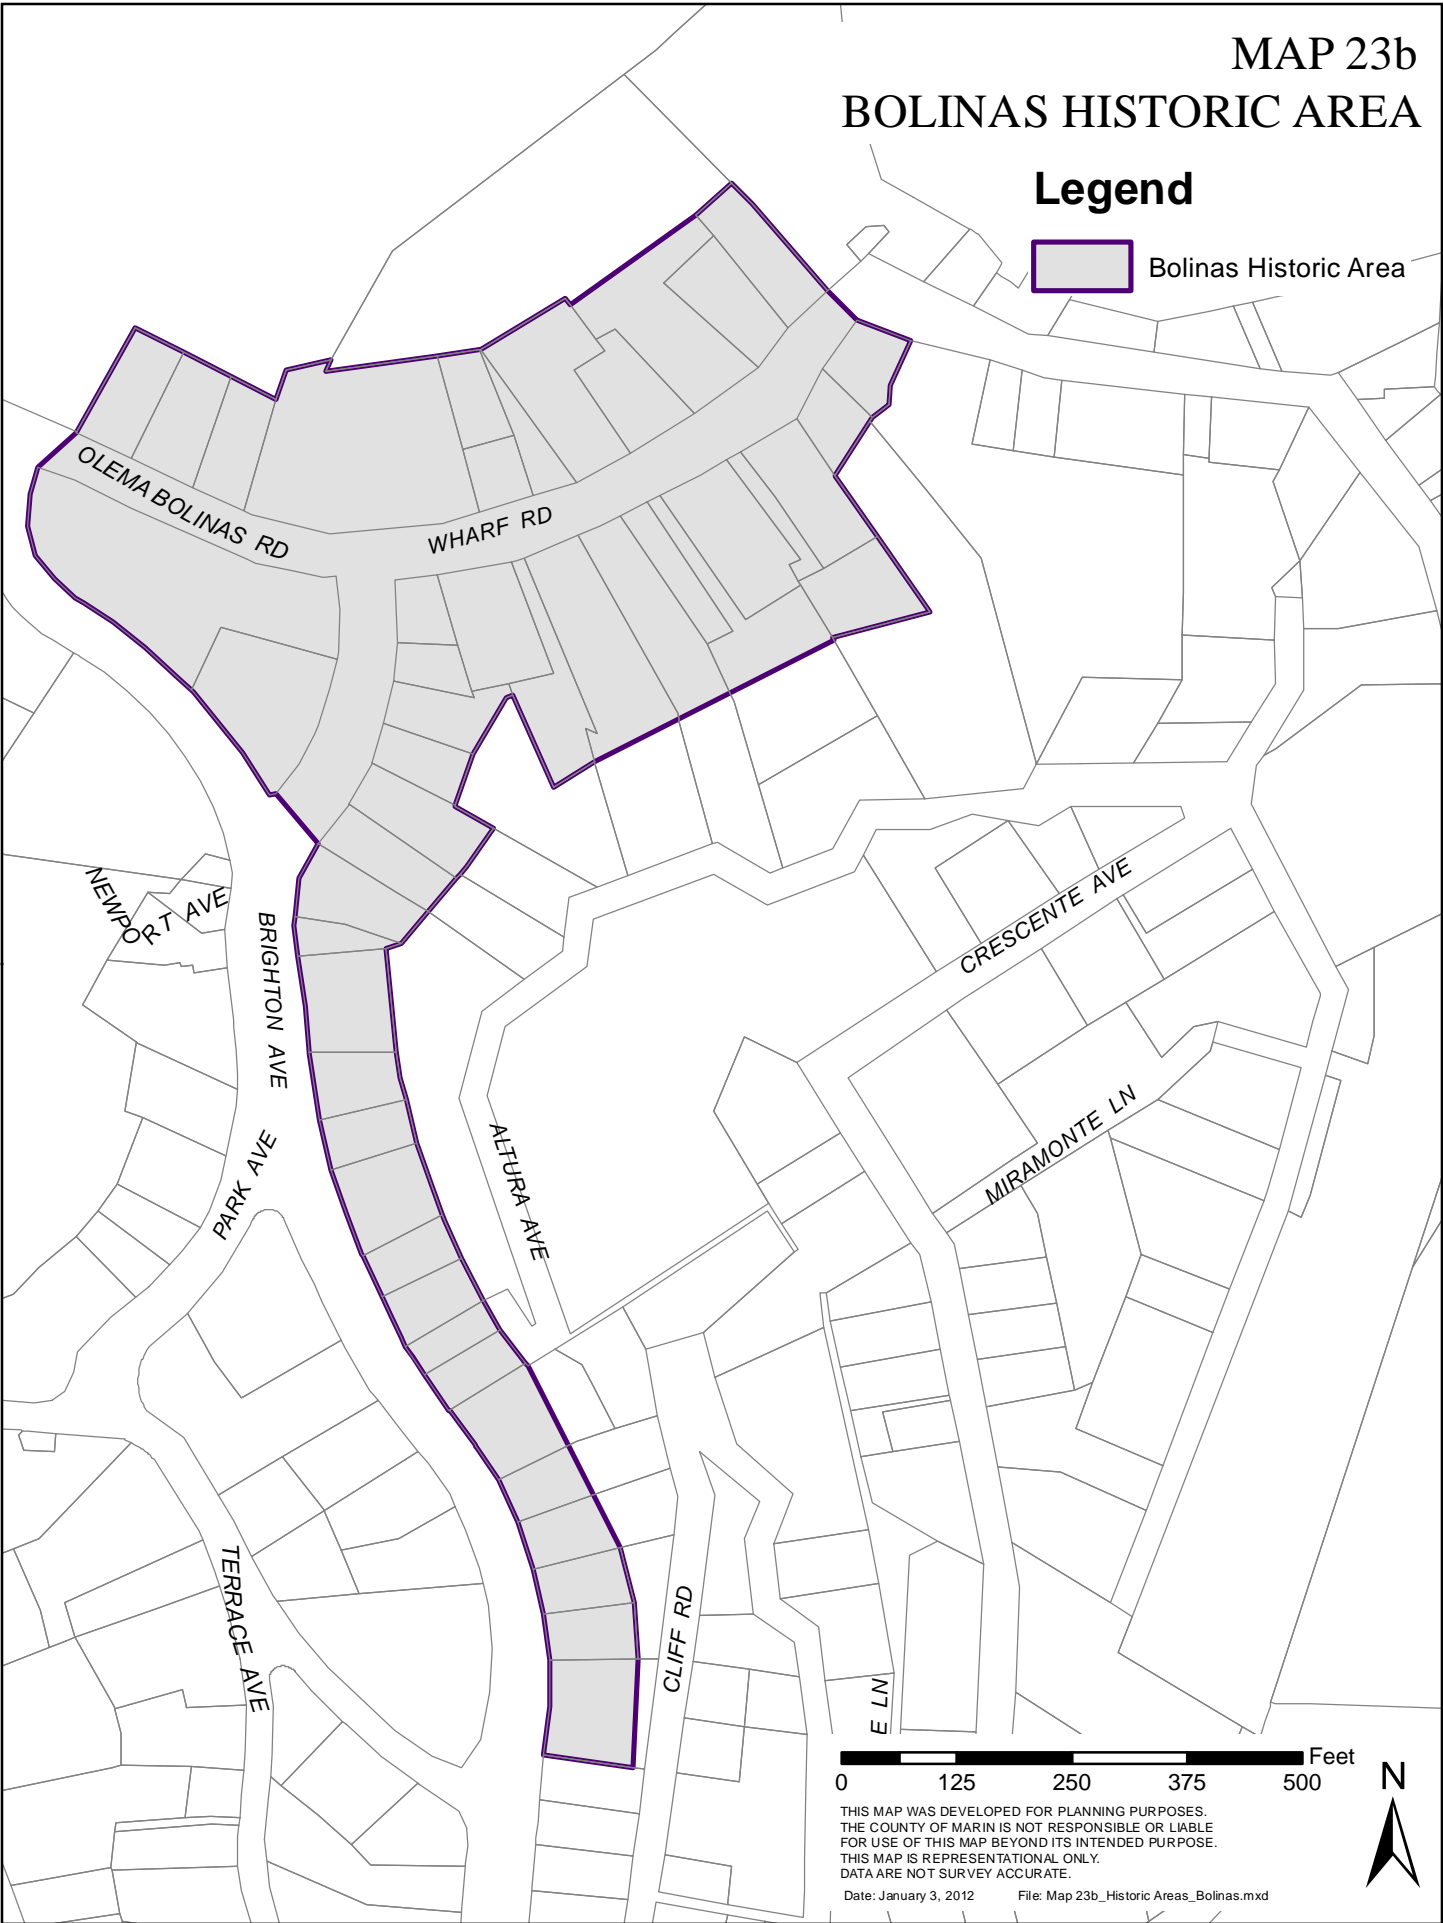 MAP 23b
BOLINAS HISTORIC AREA
Legend
Bolinas Historic Area
OLEMA BOLINAS RD
WHARF RD
NEWPORT AVE
BRIGHTON AVE
CRESCENTE AVE
PARK AVE
ALTURA AVE
MIRAMONTE LN
TERRACE AVE
CLIFF RD
E LN
0 125 250 375 500 Feet
N
THIS MAP WAS DEVELOPED FOR PLANNING PURPOSES.
THE COUNTY OF MARIN IS NOT RESPONSIBLE OR LIABLE
FOR USE OF THIS MAP BEYOND ITS INTENDED PURPOSE.
THIS MAP IS REPRESENTATIONAL ONLY.
DATA ARE NOT SURVEY ACCURATE.
Date: January 3, 2012 File: Map 23b_Historic Areas_Bolinas.mxd